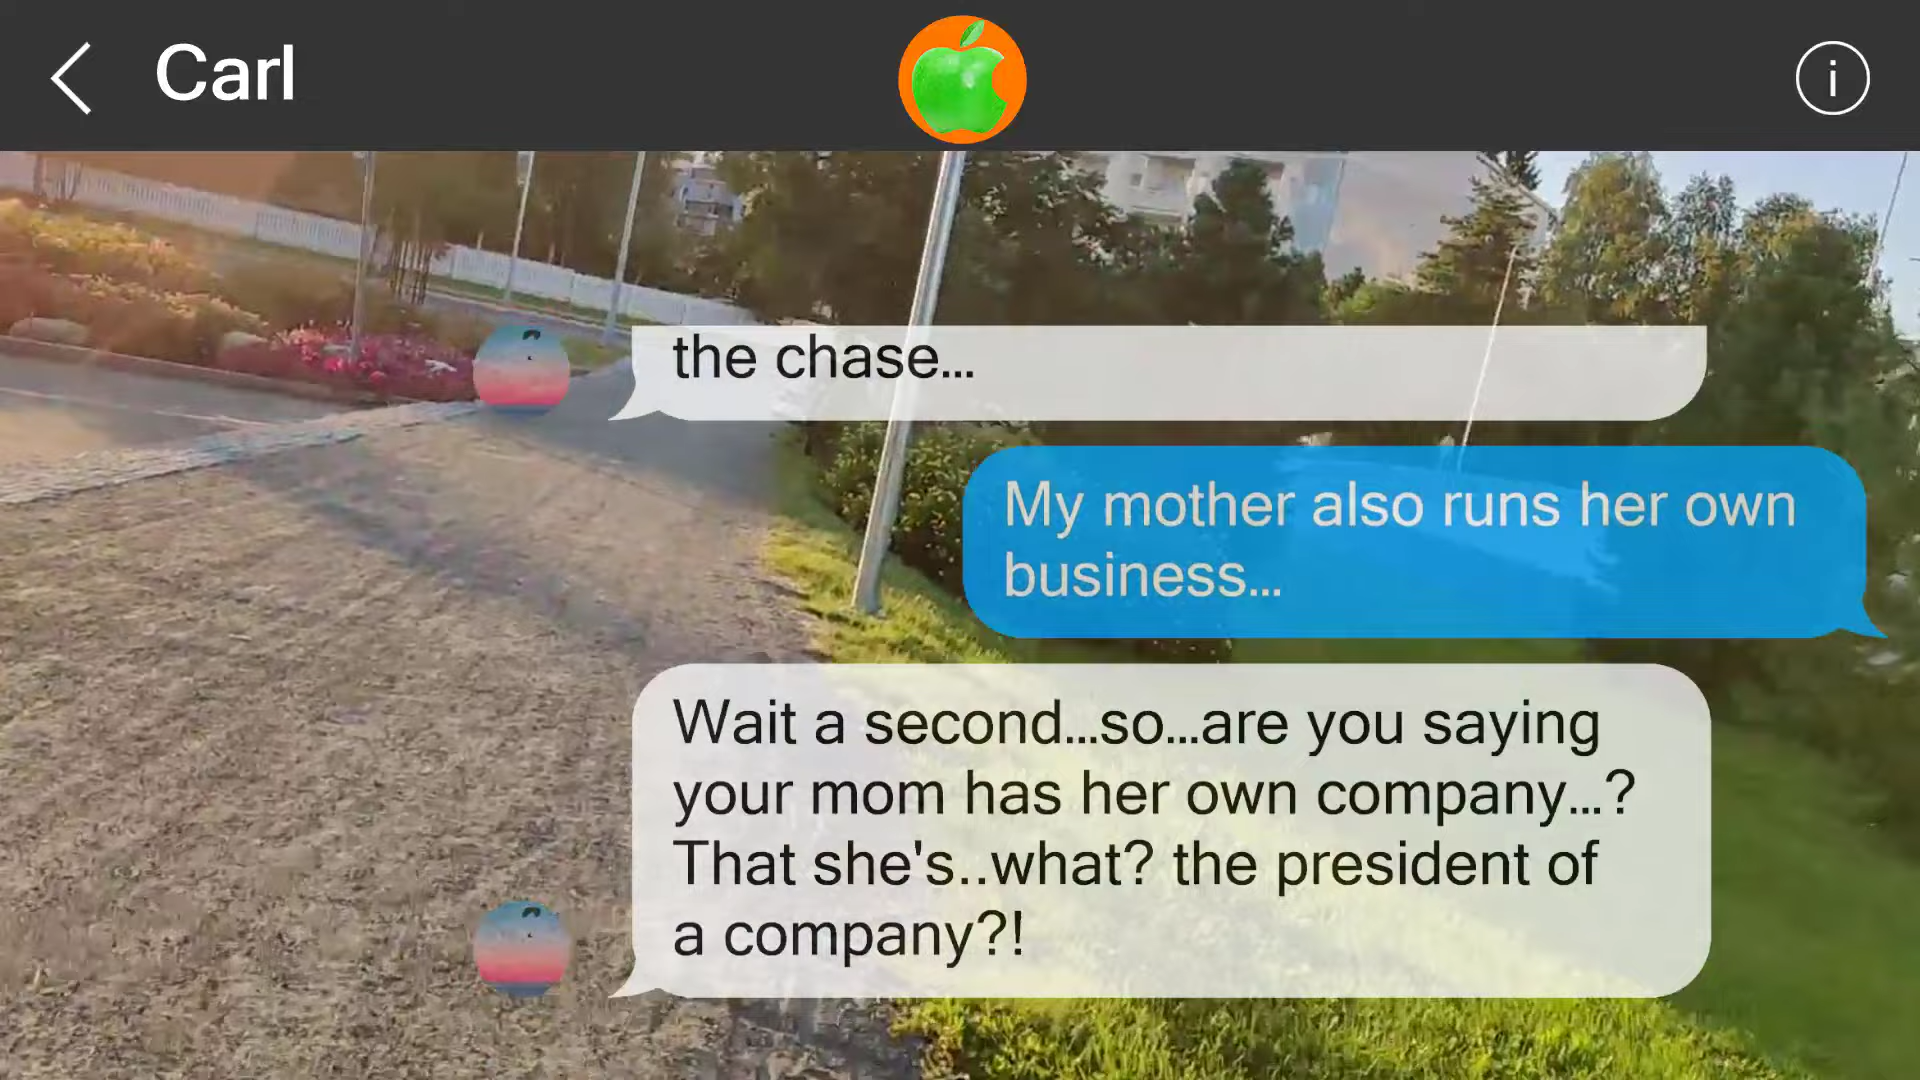 Carl
i
the chase...
My mother also runs her own
business...
Wait a second...so...are you saying
your mom has her own company...?
That she's..what? the president of
a company?!